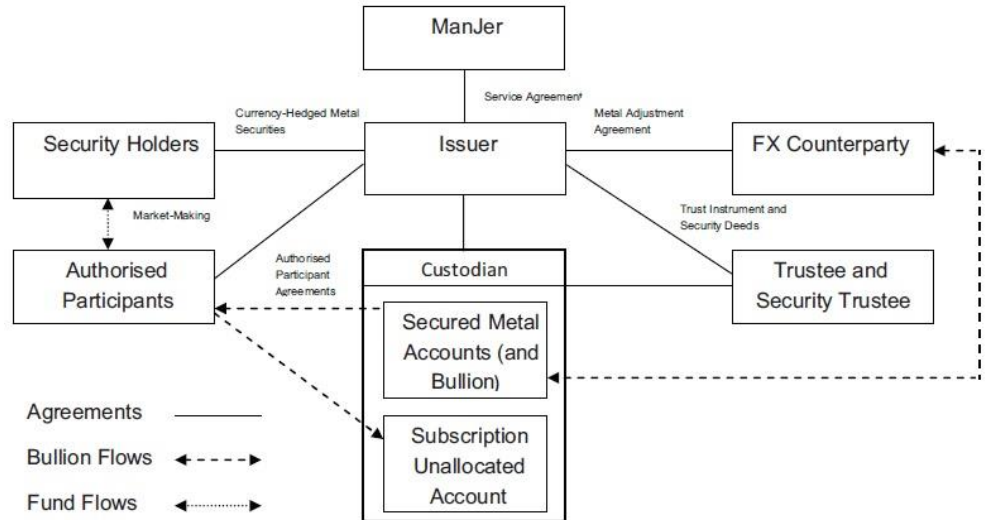 ManJer
Service Agreement
Currency-Hedged Metal
Securities
Metal Adjustment
Agreement
Security Holders
Issuer
FX Counterparty
Market-Making
Trust Instrument and
Security Deeds
Authorised
Participants
Authorised
Participant
Agreements
Custodian
Trustee and
Security Trustee
Secured Metal
Accounts (and
Bullion)
Subscription
Unallocated
Account
Agreements
Bullion Flows
Fund Flows